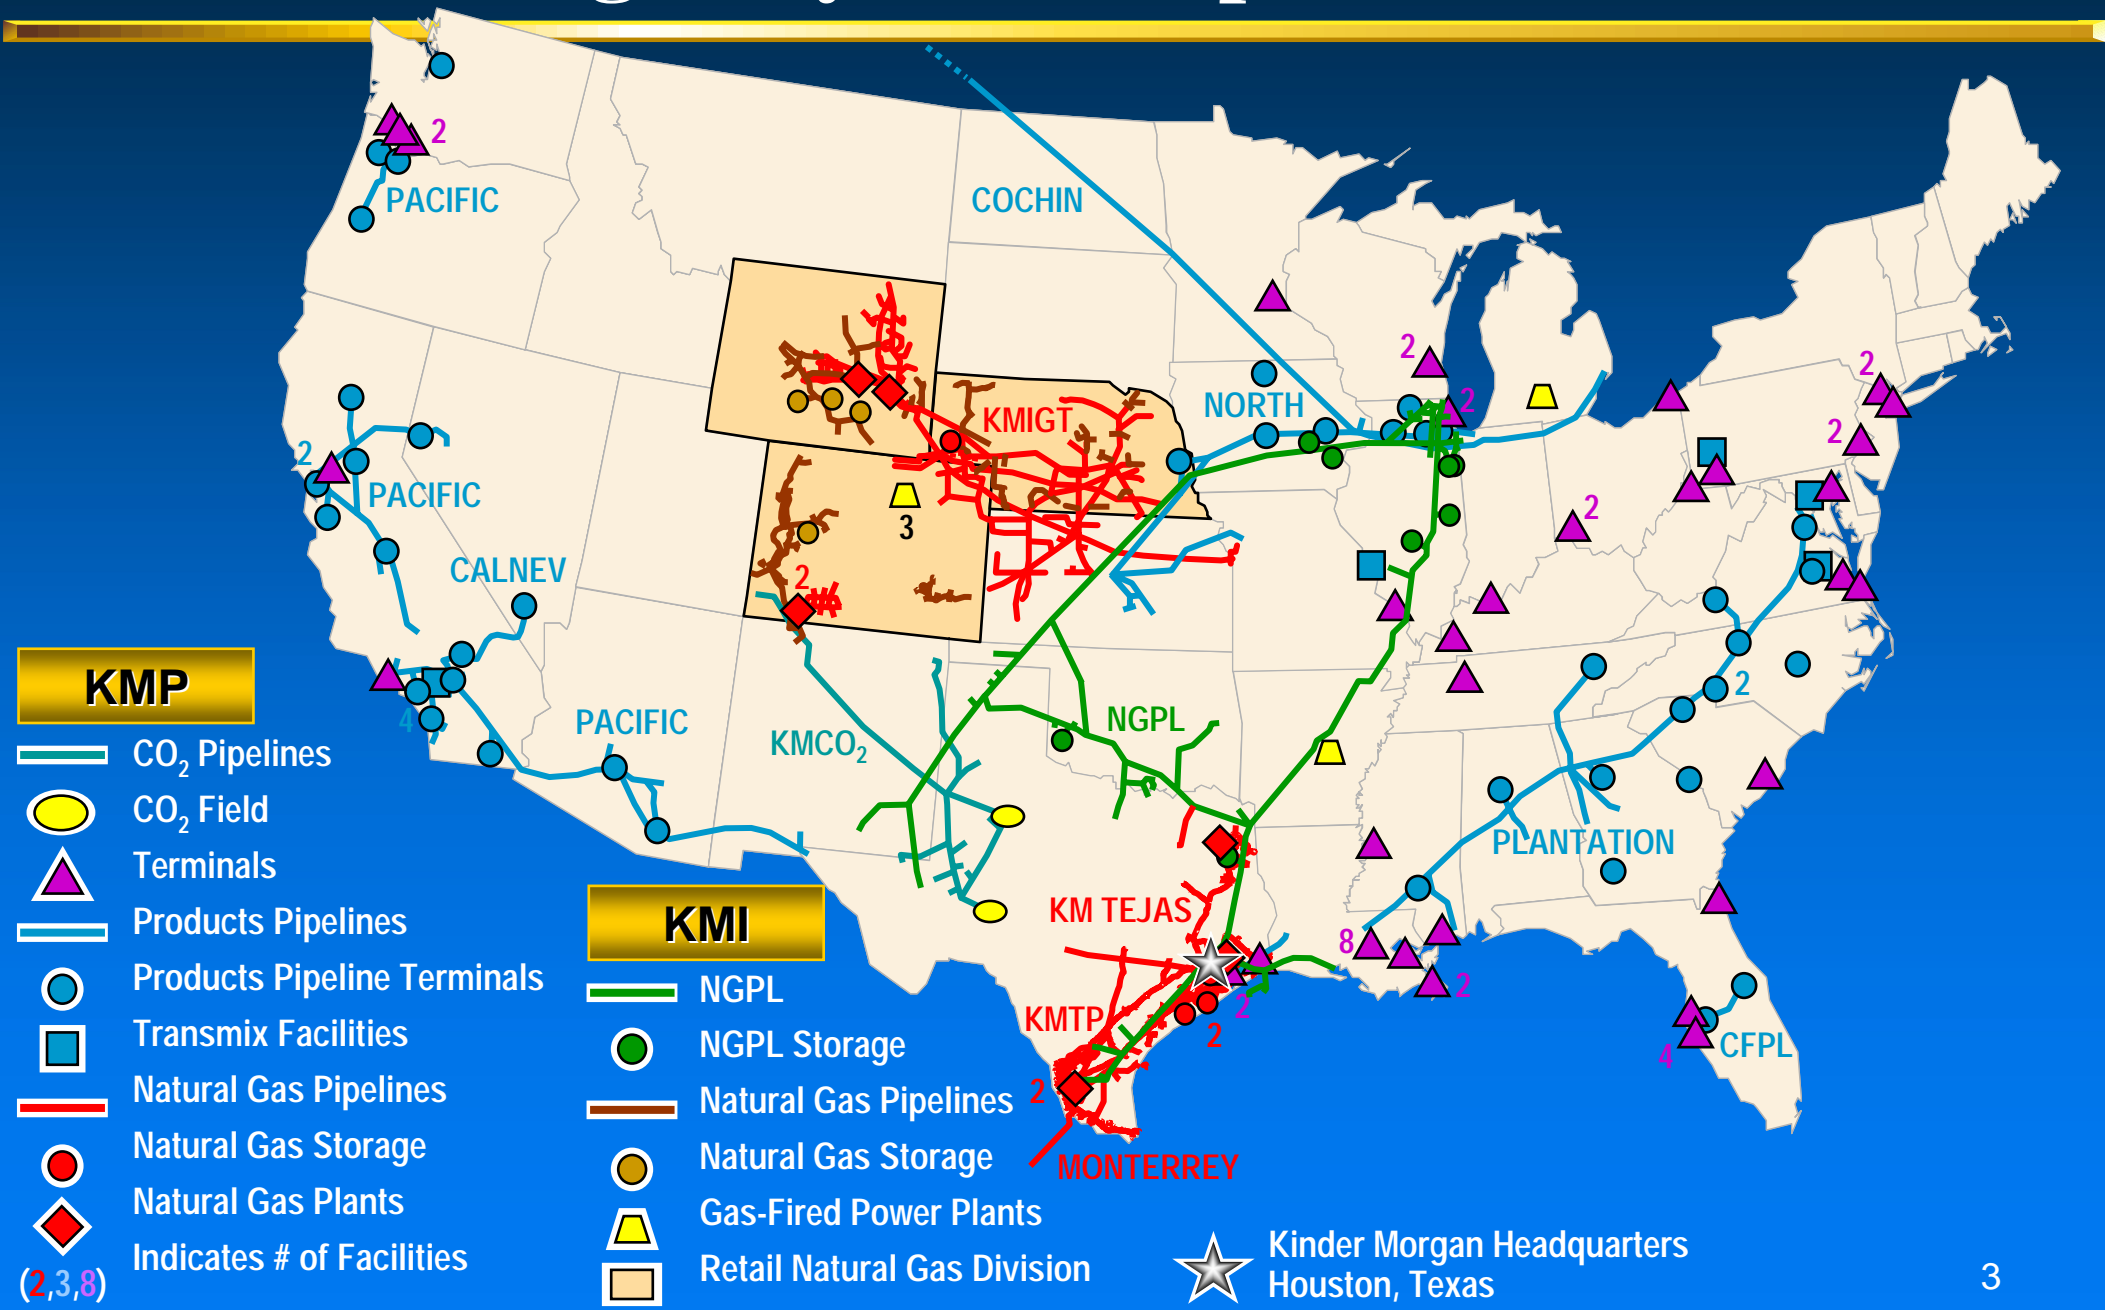 2
PACIFIC
COCHIN
2
2
NORTH
2
2
KMIGT
2
2
PACIFIC
3
2
CALNEV
2
KMP
2
4
PACIFIC
NGPL
KMCO2
CO2 Pipelines
CO2 Field
Terminals
PLANTATION
Products Pipelines
KMI
KM TEJAS
8
Products Pipeline Terminals
NGPL
2
2
Transmix Facilities
KMTP
2
NGPL Storage
CFPL
4
Natural Gas Pipelines
2
Natural Gas Pipelines
Natural Gas Storage
Natural Gas Storage
MONTERREY
Natural Gas Plants
Gas-Fired Power Plants
Indicates # of Facilities
(2,3,8)
Retail Natural Gas Division
Kinder Morgan Headquarters
Houston, Texas
3